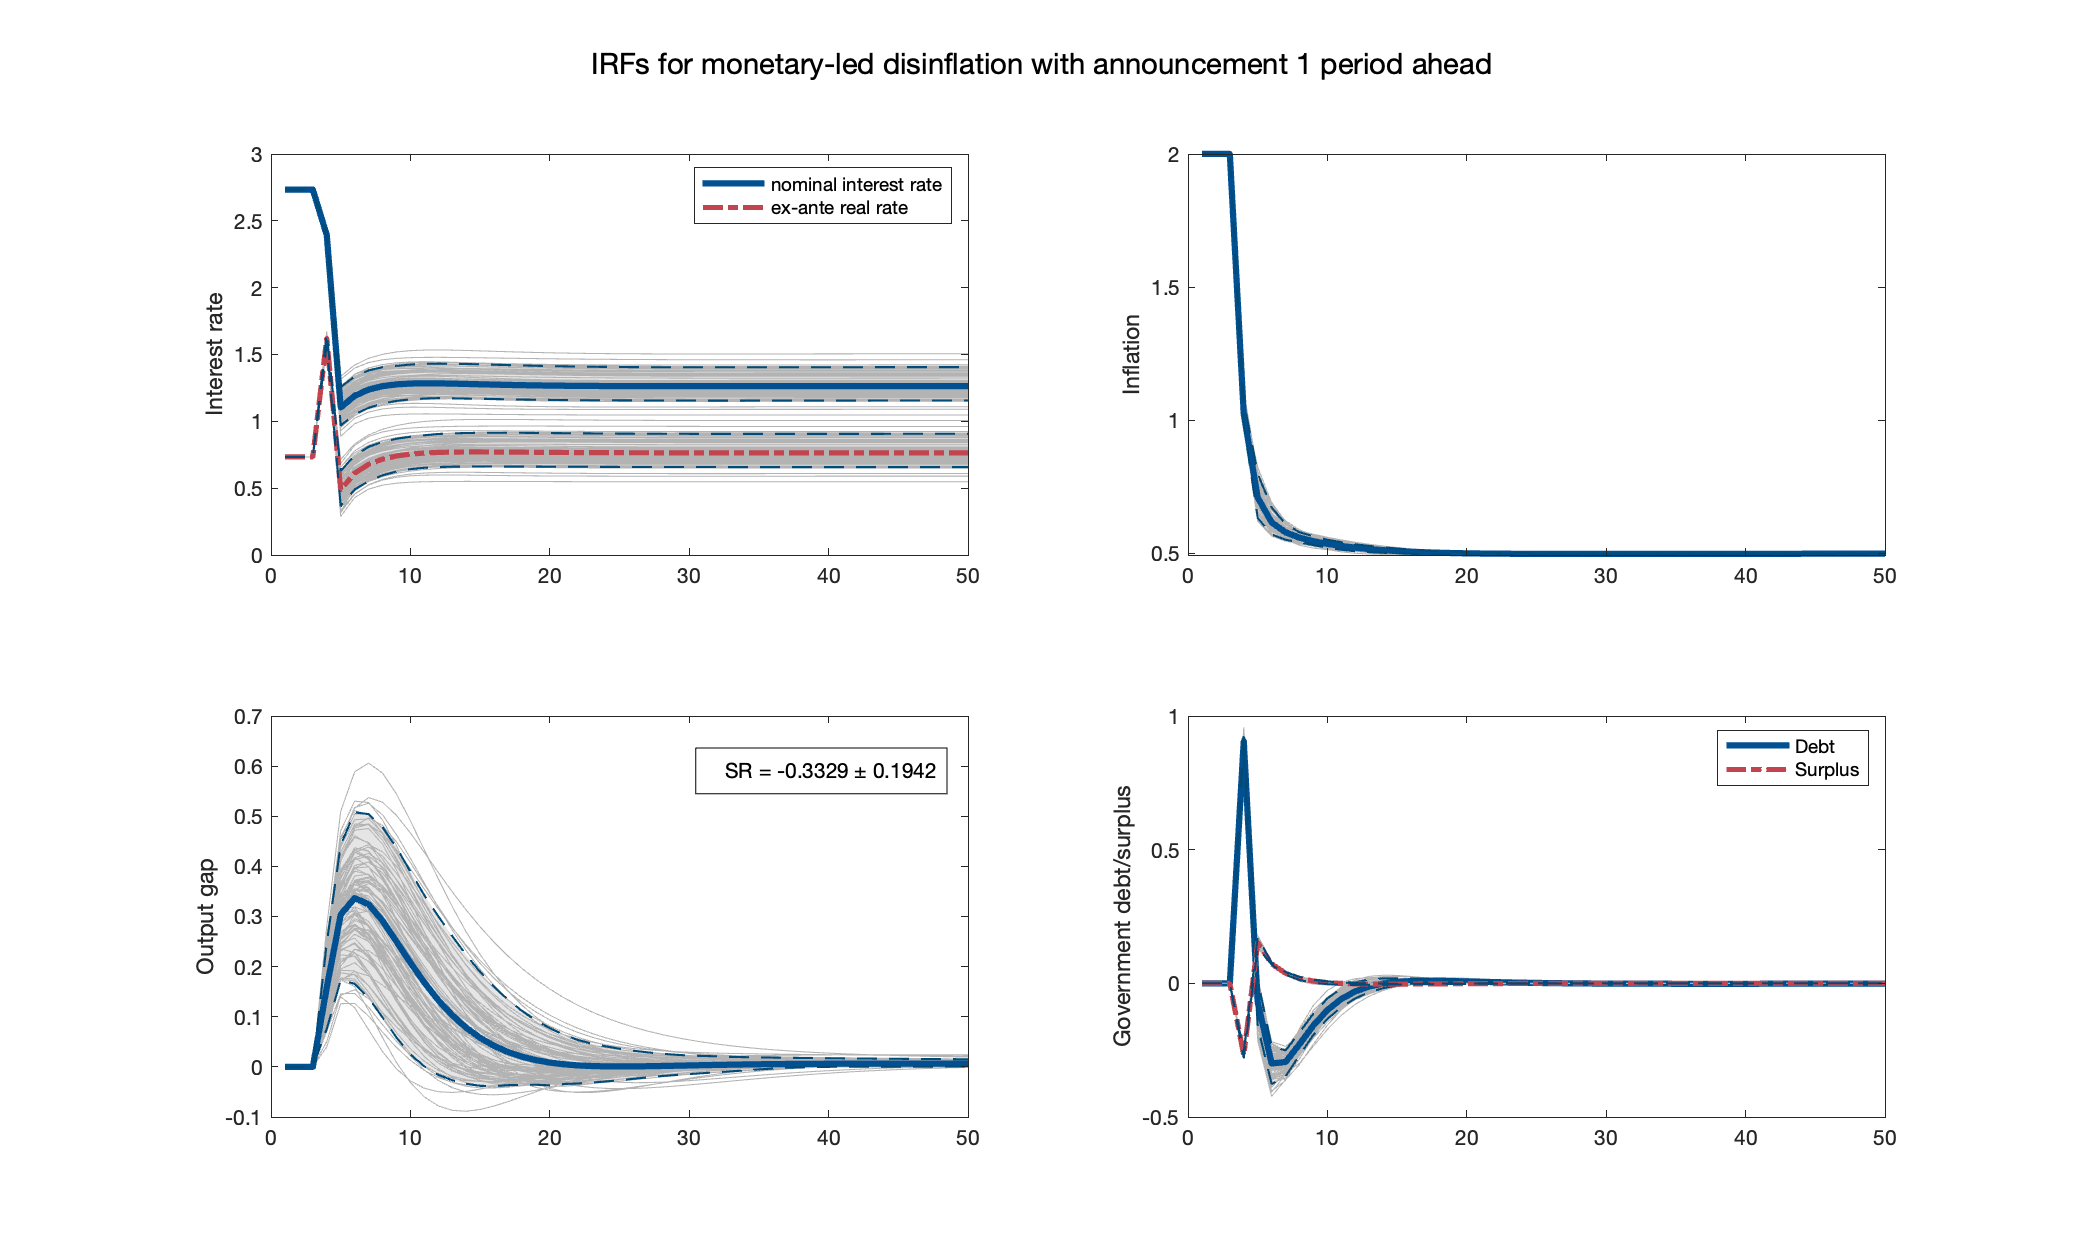 IRFs for monetary-led disinflation with announcement 1 period ahead
Interest rate
3
2.5
2
1.5
1
0.5
0
0 10 20 30 40 50
nominal interest rate
ex-ante real rate
Inflation
2
1.5
1
0.5
0 10 20 30 40 50
Output gap
0.7
0.6
0.5
0.4
0.3
0.2
0.1
0
-0.1
0 10 20 30 40 50
SR = -0.3329 ± 0.1942
Government debt/surplus
1
0.5
0
-0.5
0 10 20 30 40 50
Debt
Surplus